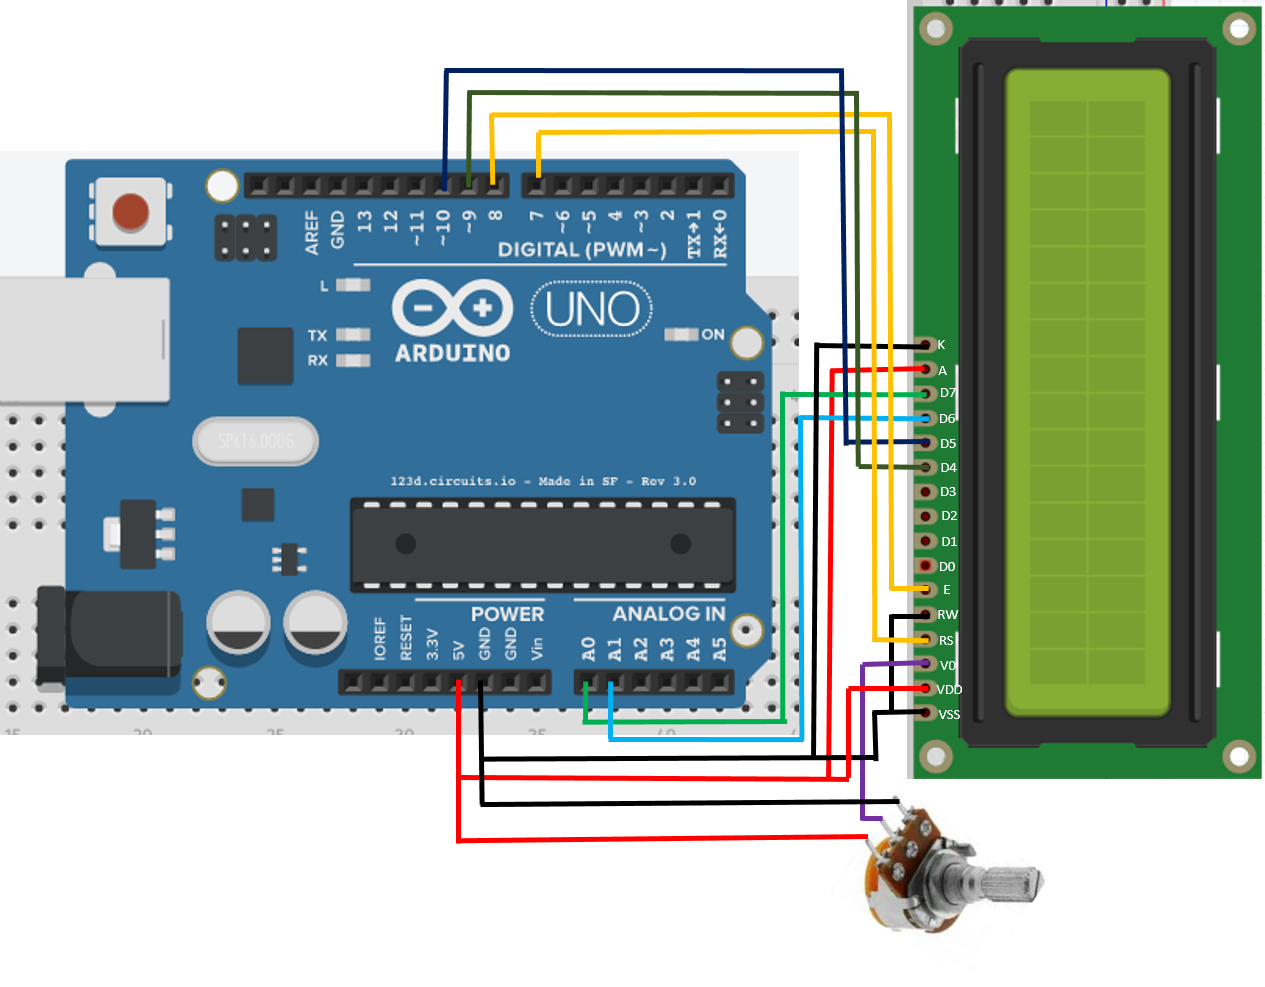 AREF
GND
13
12
~11
~10
~9
8
7
~6
~5
4
~3
2
TX→1
RX←0
DIGITAL (PWM~)
L
TX
RX
UNO
ON
ARDUINO
SPK16.000G
123d.circuits.io - Made in SF - Rev 3.0
POWER
ANALOG IN
IOREF
RESET
3.3V
5V
GND
GND
Vin
A0
A1
A2
A3
A4
A5
15
20
25
30
35
40
K
A
D7
D6
D5
D4
D3
D2
D1
D0
E
RW
RS
V0
VDD
VSS